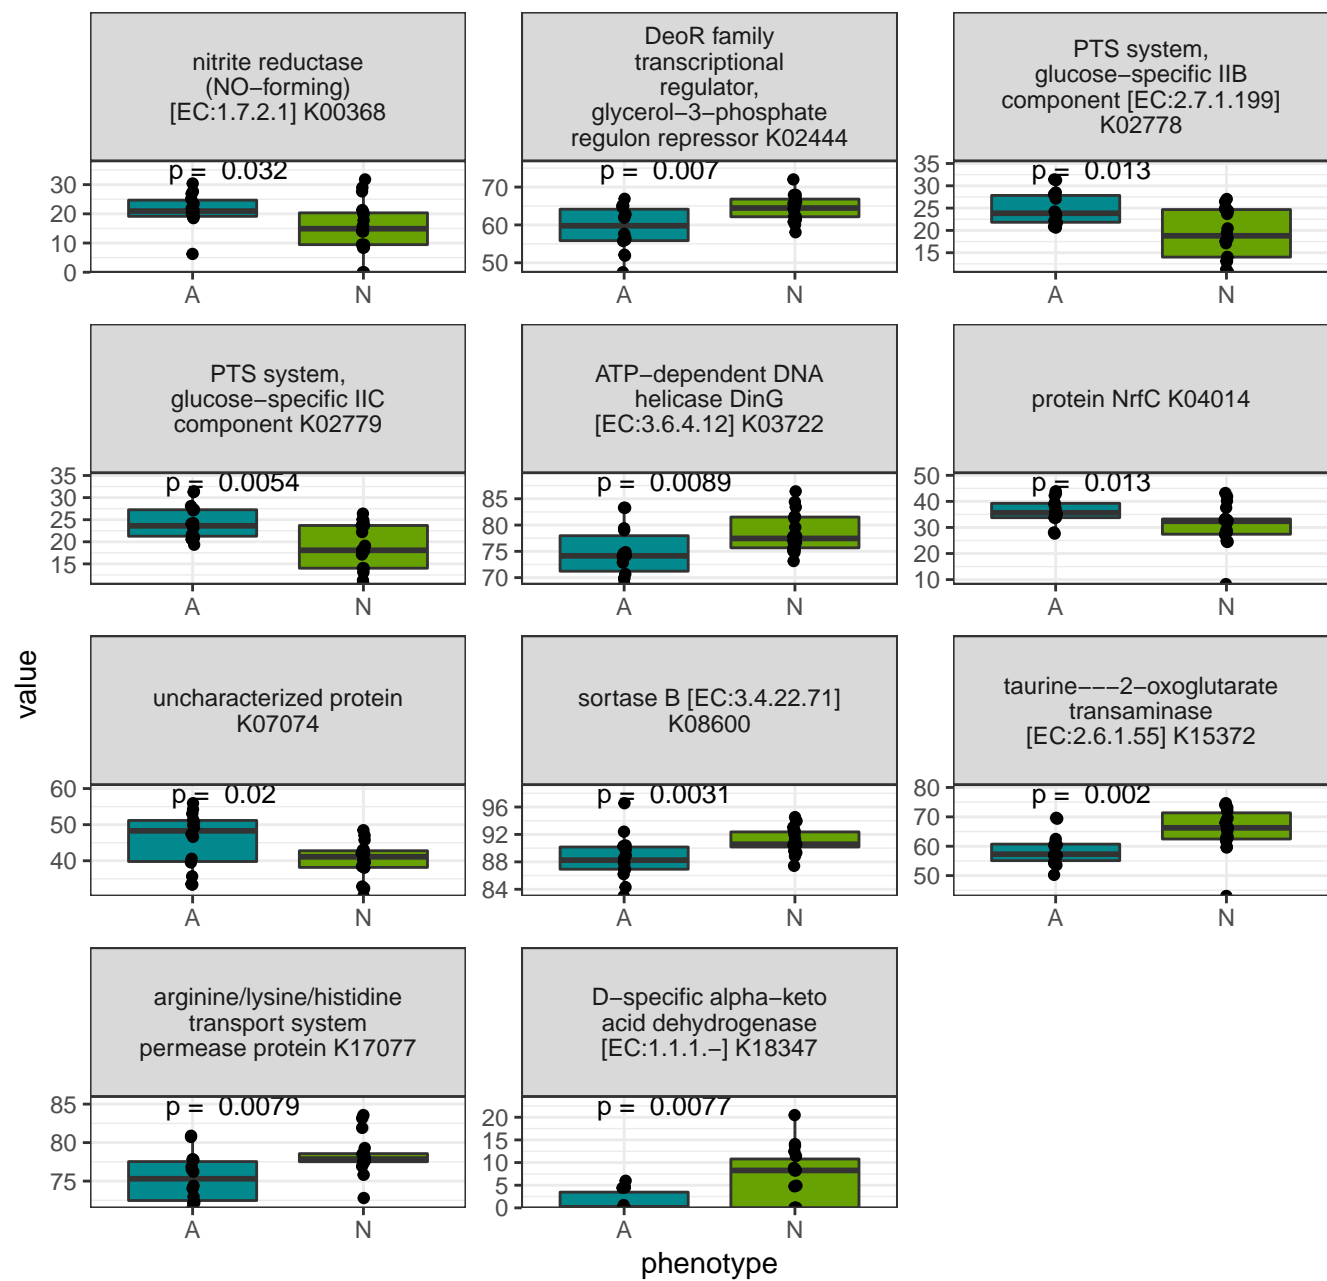 nitrite reductase
(NO−forming)
[EC:1.7.2.1] K00368
p = 0.032
30
20
10
0
A N
DeoR family
transcriptional
regulator,
glycerol−3−phosphate
regulon repressor K02444
p = 0.007
70
60
50
A N
PTS system,
glucose−specific IIB
component [EC:2.7.1.199]
K02778
p = 0.013
35
30
25
20
15
A N
PTS system,
glucose−specific IIC
component K02779
p = 0.0054
35
30
25
20
15
A N
ATP−dependent DNA
helicase DinG
[EC:3.6.4.12] K03722
p = 0.0089
85
80
75
70
A N
protein NrfC K04014
p = 0.013
50
40
30
20
10
A N
value
uncharacterized protein
K07074
p = 0.02
60
50
40
A N
sortase B [EC:3.4.22.71]
K08600
p = 0.0031
96
92
88
84
A N
taurine−−−2−oxoglutarate
transaminase
[EC:2.6.1.55] K15372
p = 0.002
80
70
60
50
A N
arginine/lysine/histidine
transport system
permease protein K17077
p = 0.0079
85
80
75
A N
D−specific alpha−keto
acid dehydrogenase
[EC:1.1.1.−] K18347
p = 0.0077
20
15
10
5
0
A N
phenotype